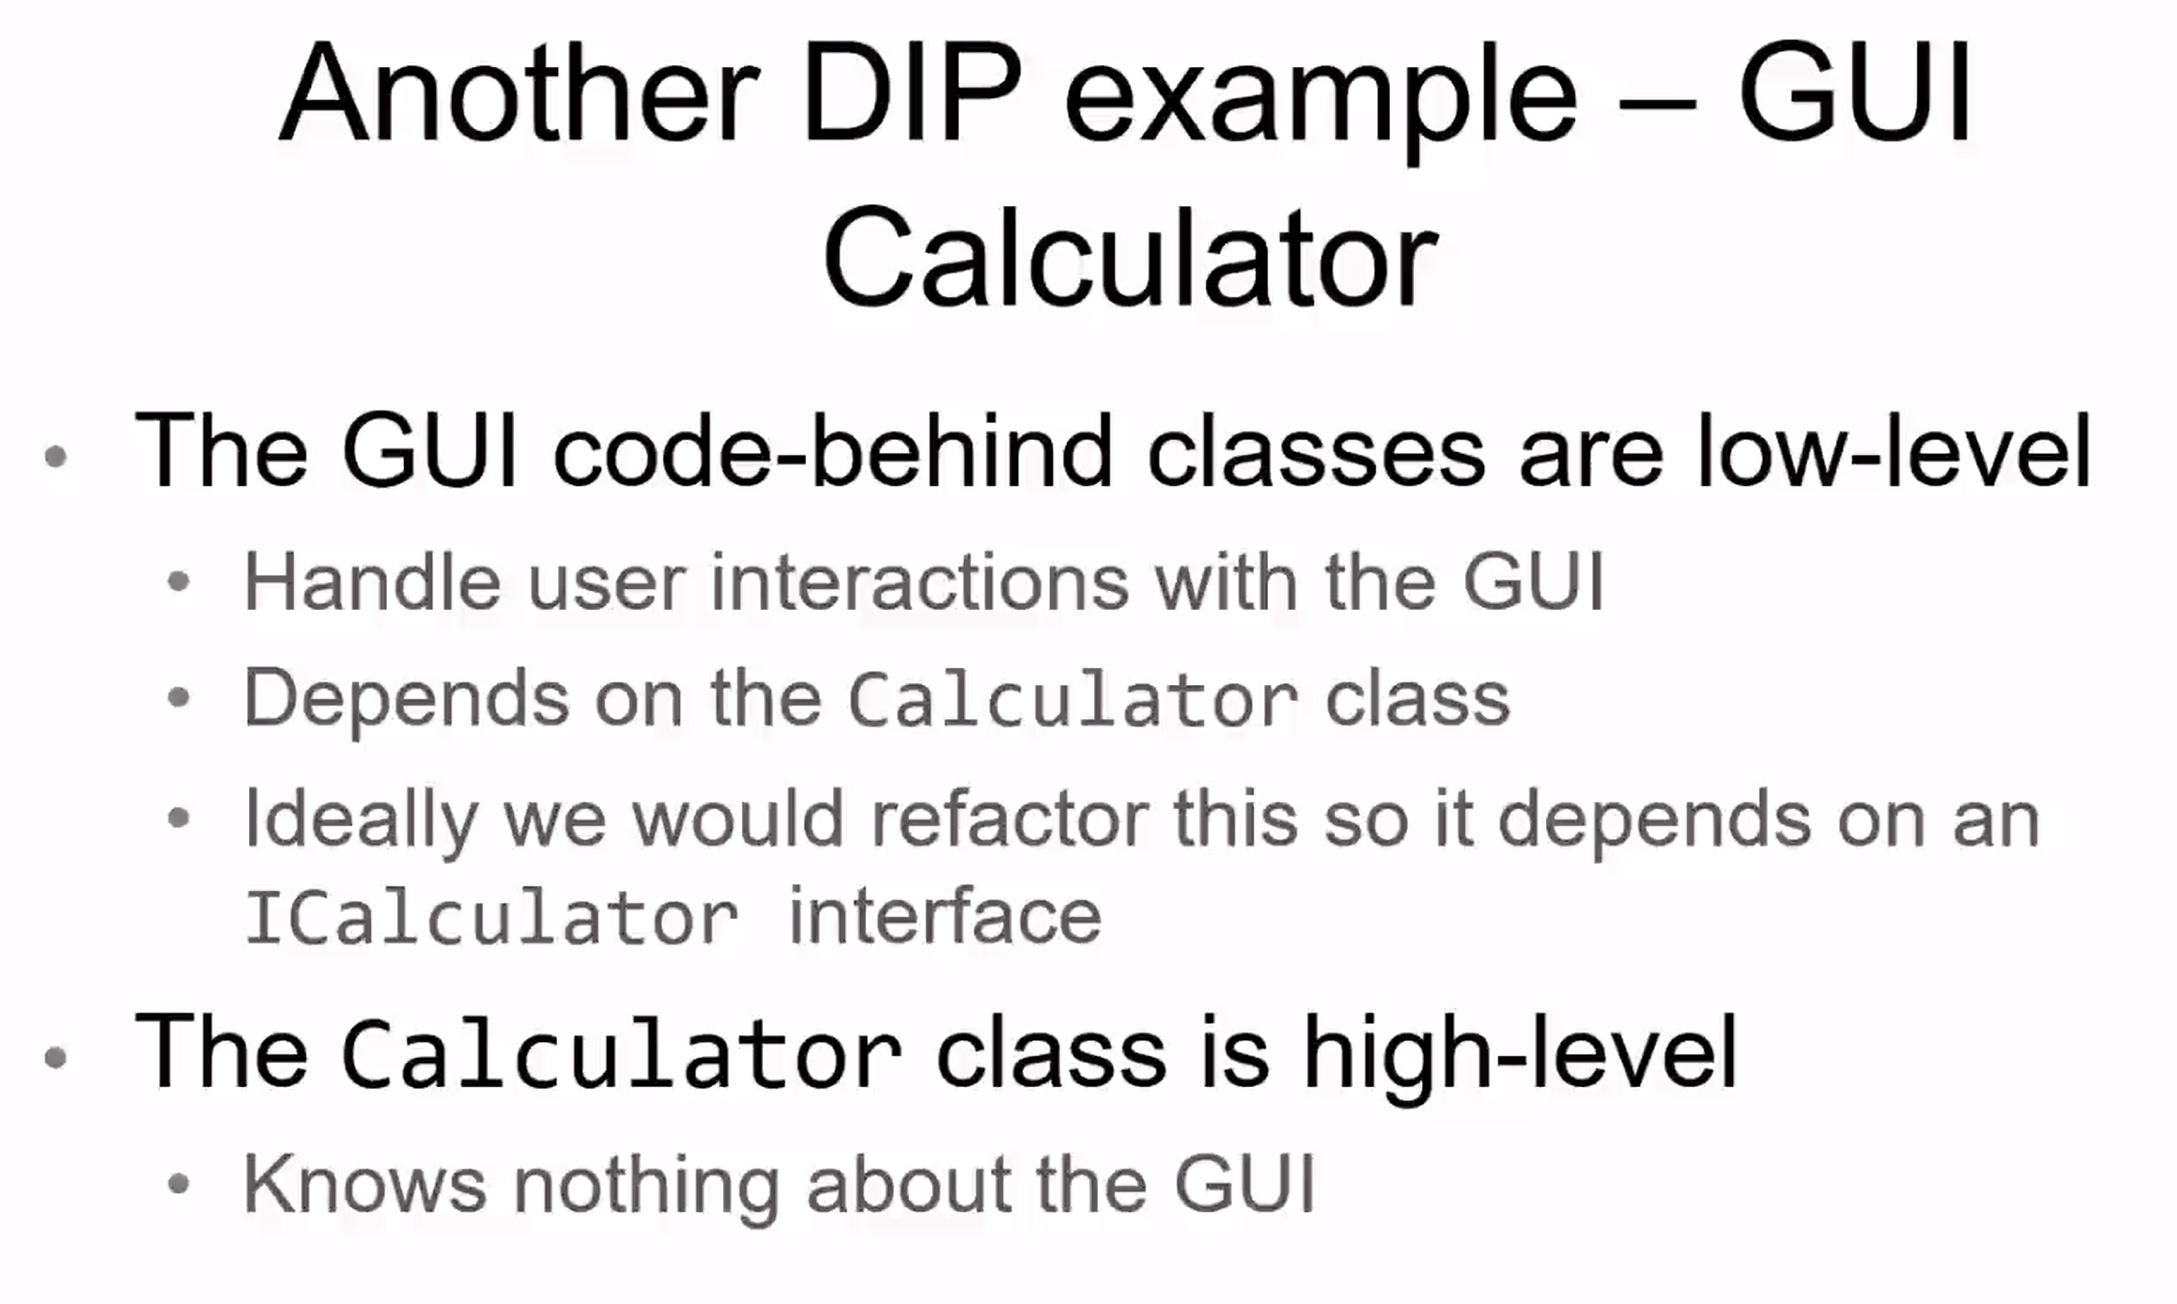 Another DIP example – GUI
Calculator
• The GUI code-behind classes are low-level
• Handle user interactions with the GUI
• Depends on the Calculator class
• Ideally we would refactor this so it depends on an
ICalculator interface
• The Calculator class is high-level
• Knows nothing about the GUI